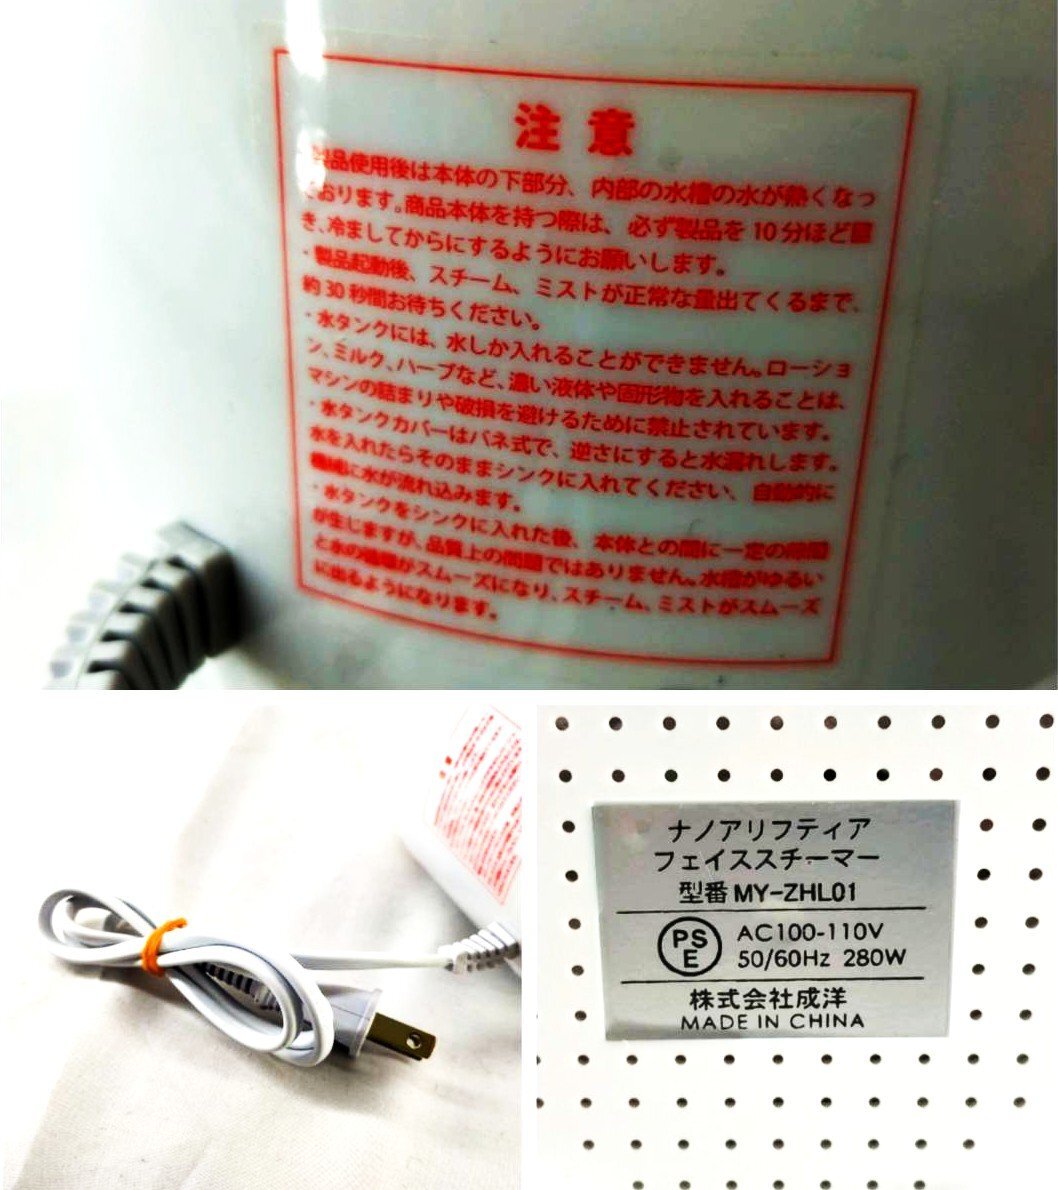 注意
・製品使用後は本体の下部分、内部の水槽の水が熱くなっ
ております。商品本体を持つ際は、必ず製品を10分ほど置
き、冷ましてからにするようにお願いします。
・製品起動後、スチーム、ミストが正常な量出てくるまで、
約30秒間お待ちください。
・水タンクには、水しか入れることができません。ローショ
ン、ミルク、ハーブなど、濃い液体や固形物を入れることは、
マシンの詰まりや破損を避けるために禁止されています。
・水タンクカバーはバネ式で、逆さにすると水漏れします。
水を入れたらそのままシンクに入れてください、自動的に
機械に水が流れ込みます。
・水タンクをシンクに入れた後、本体との間に一定の隙間
が生じますが、品質上の問題ではありません。水槽がゆるい
と水の循環がスムーズになり、スチーム、ミストがスムーズ
に出るようになります。
ナノアリフティア
フェイススチーマー
型番 MY-ZHL01
PS
E
AC100-110V
50/60Hz 280W
株式会社成洋
MADE IN CHINA